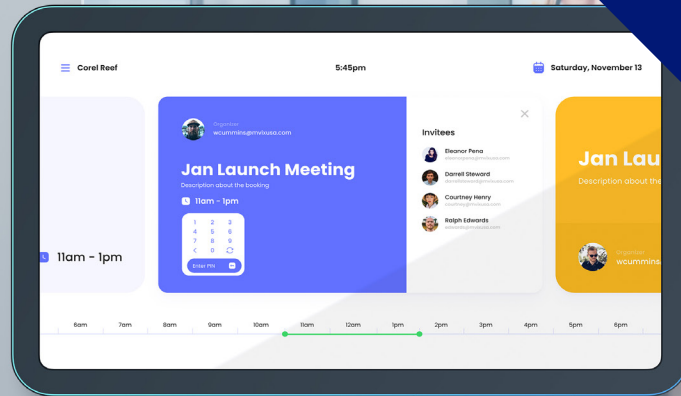 Corel Reef
5:45pm
Saturday, November 13
11am - 1pm
Organiser
wcummins@mvixusa.com
Jan Launch Meeting
Description about the booking
11am - 1pm
1 2 3
4 5 6
7 8 9
< 0
Enter PIN
Invitees
Eleanor Pena
Darrell Steward
Courtney Henry
Ralph Edwards
Jan Lau
Description about the
Organiser
wcummins
6am 7am 8am 9am 10am 11am 12am 1pm 2pm 3pm 4pm 5pm 6pm